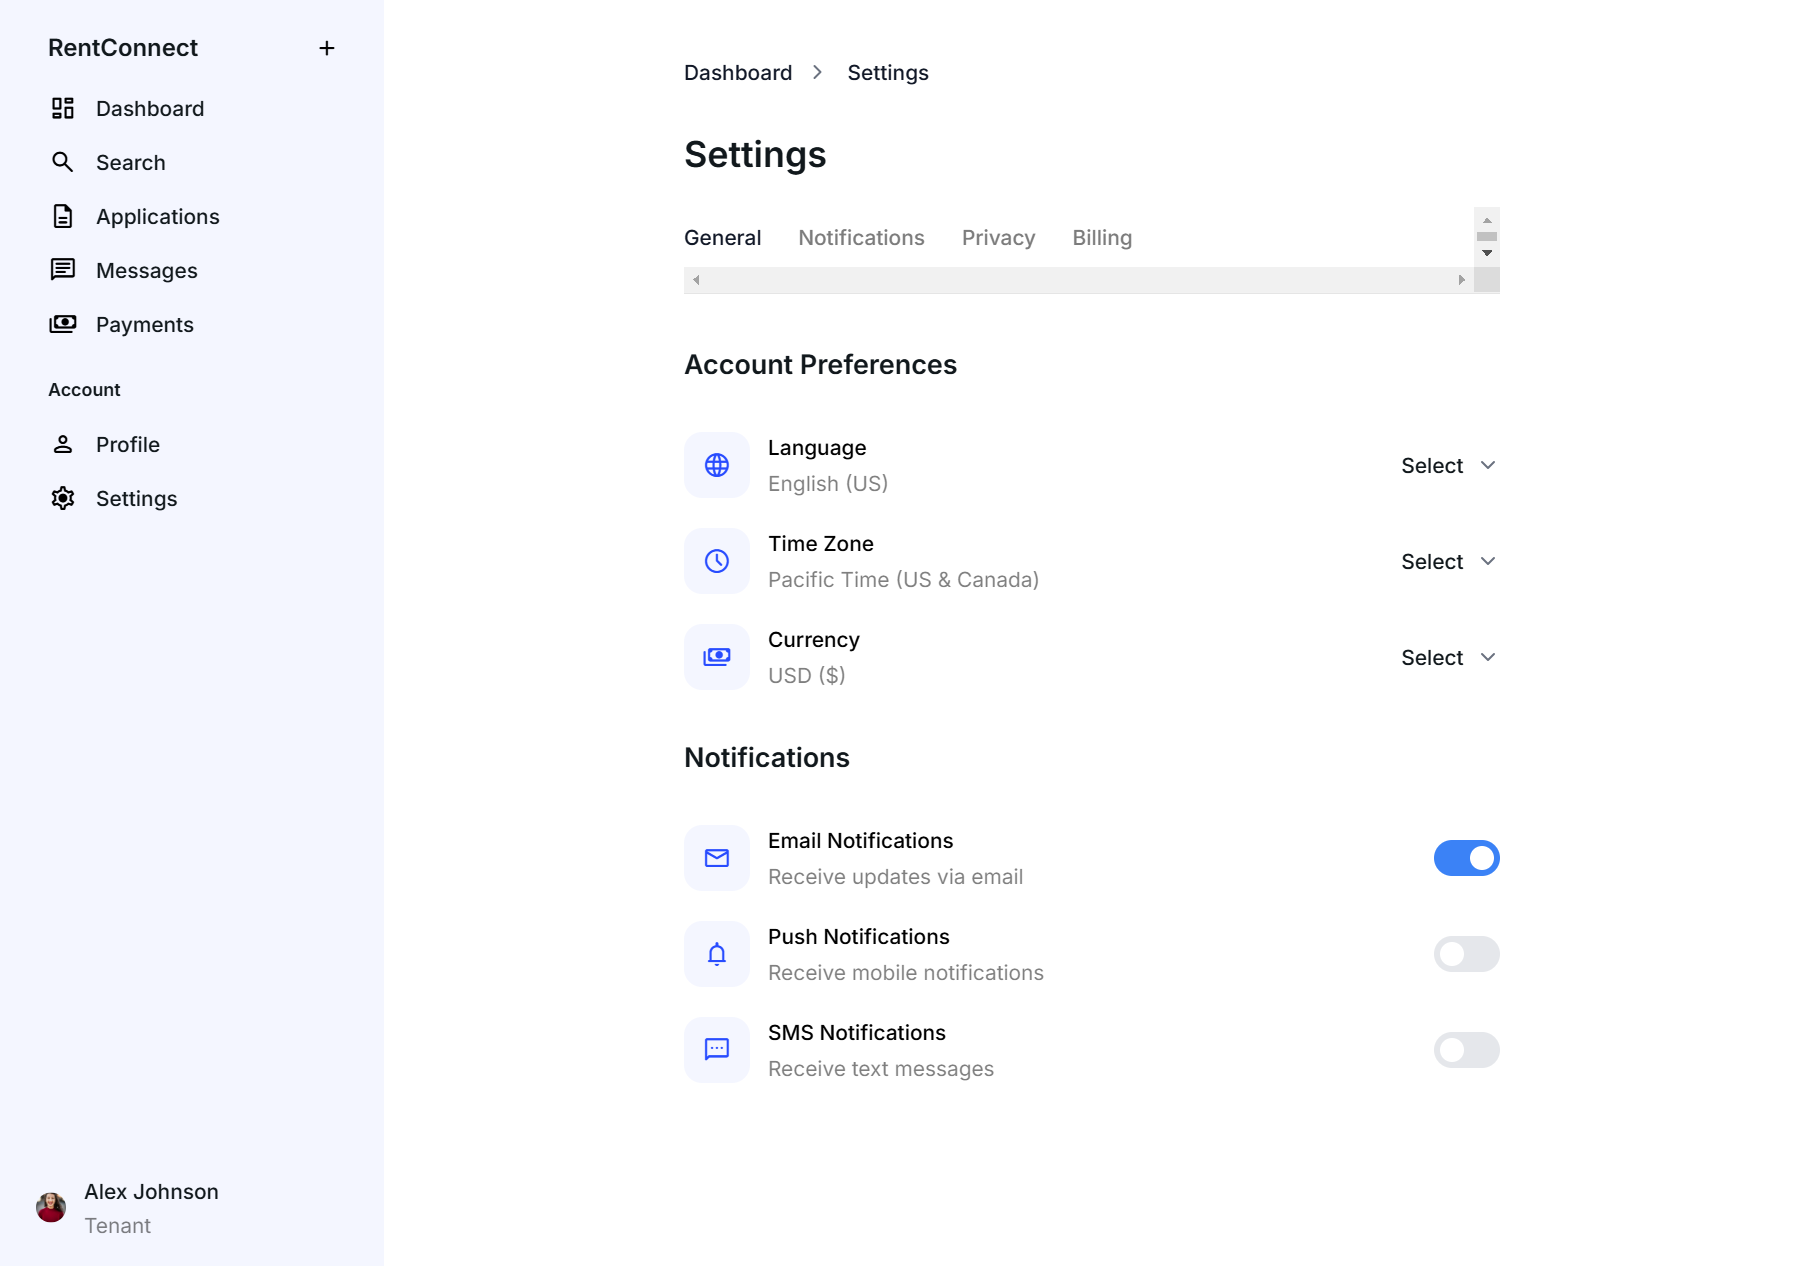 RentConnect
Dashboard
Search
Applications
Messages
Payments
Account
Profile
Settings
Alex Johnson
Tenant
Dashboard Settings
Settings
General Notifications Privacy Billing
Account Preferences
Language
English (US)
Select
Time Zone
Pacific Time (US & Canada)
Select
Currency
USD ($)
Select
Notifications
Email Notifications
Receive updates via email
Push Notifications
Receive mobile notifications
SMS Notifications
Receive text messages